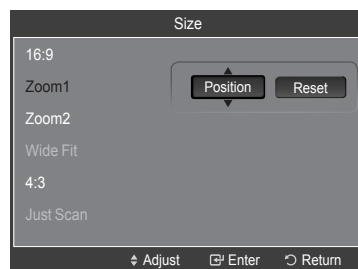 Size
16:9
Zoom1
Position Reset
Zoom2
Wide Fit
4:3
Just Scan
Adjust Enter Return